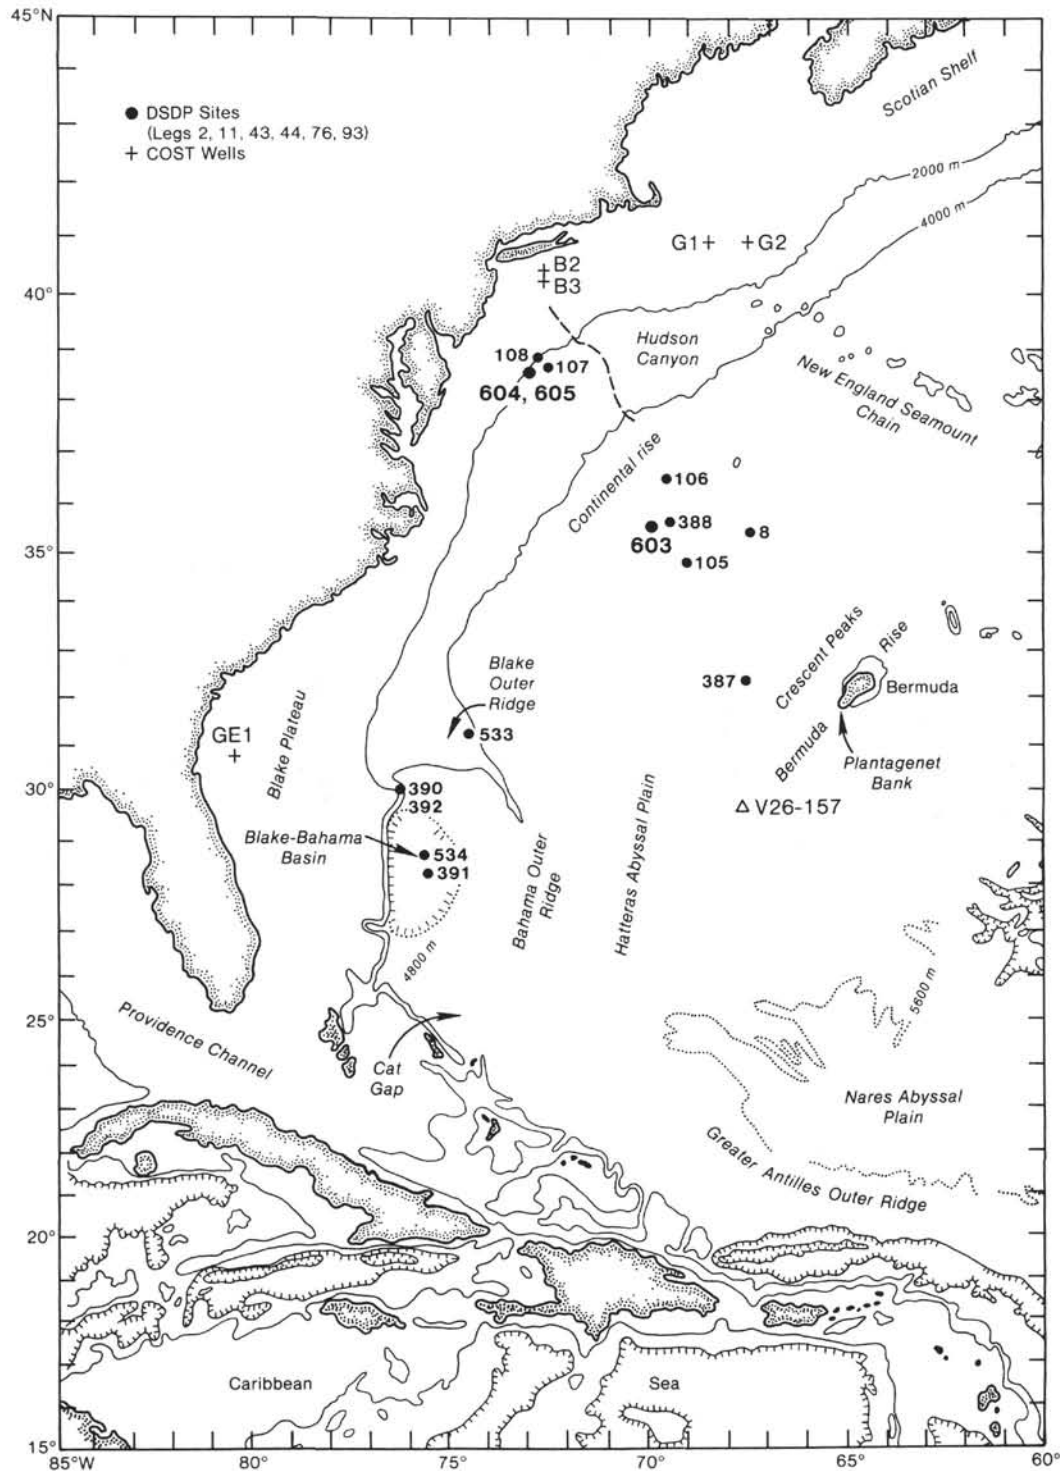 45°N
● DSDP Sites
(Legs 2, 11, 43, 44, 76, 93)
+ COST Wells
Scotian Shelf
2000 m
4000 m
G1
G2
B2
B3
40°
Hudson
Canyon
108
107
604, 605
New England Seamount
Chain
Continental rise
106
388
603
8
105
35°
Crescent Peaks
Bermuda Rise
387
Bermuda
Plantagenet
Bank
Blake
Outer
Ridge
533
GE1
Blake Plateau
30°
390
392
△ V26-157
Blake-Bahama
Basin
534
391
Bahama Outer
Ridge
Hatteras Abyssal Plain
4800 m
5600 m
25°
Providence Channel
Cat
Gap
Nares Abyssal
Plain
Greater Antilles Outer Ridge
20°
Caribbean Sea
15°
85°W 80° 75° 70° 65° 60°